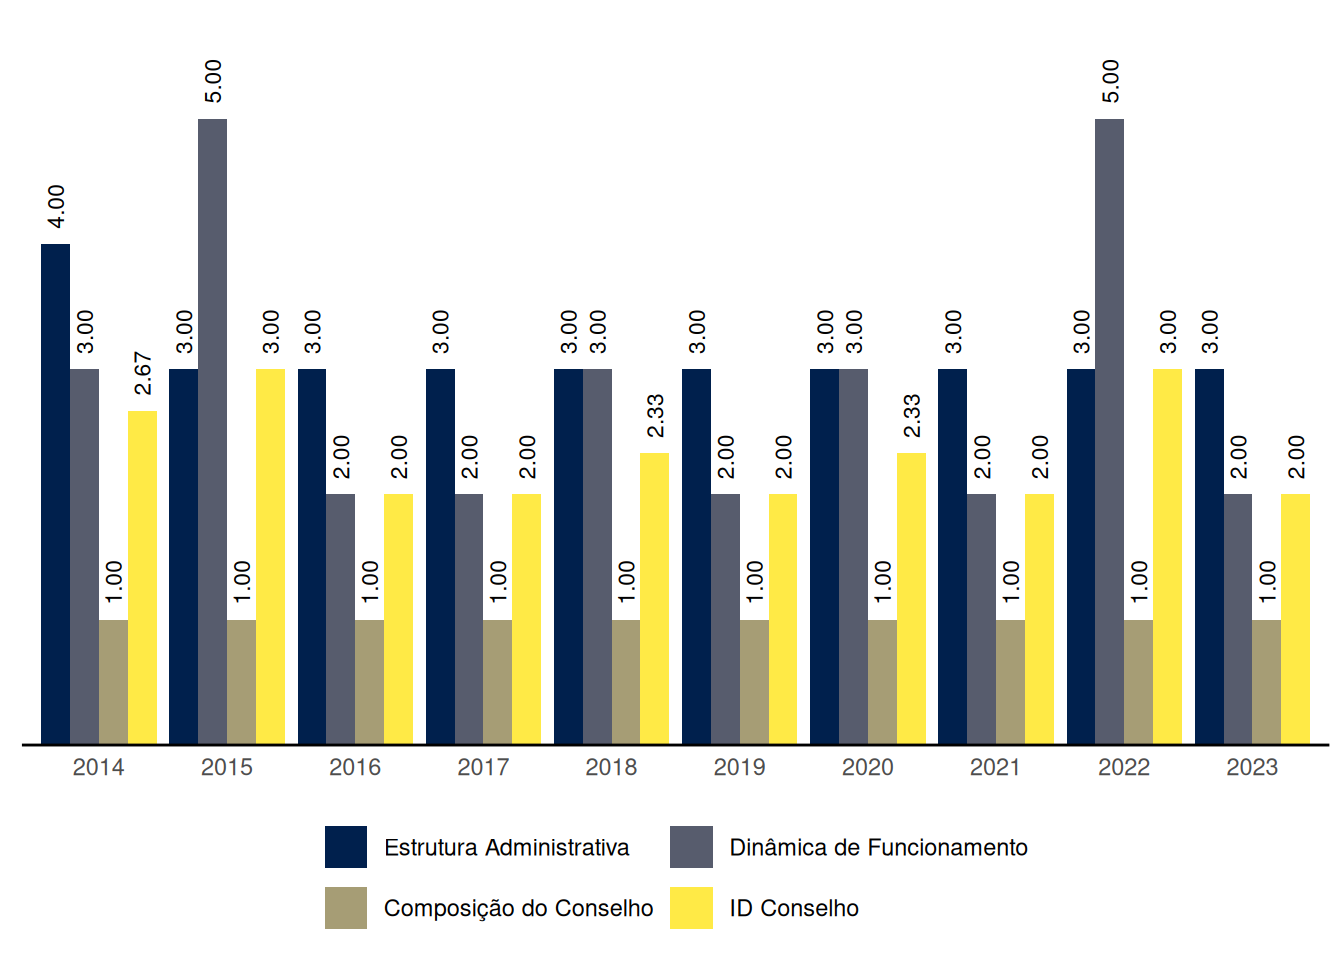 5.00 5.00
4.00
3.00 3.00 3.00 3.00 3.00 3.00 3.00 3.00 3.00 3.00 3.00 3.00 3.00 3.00 3.00
2.67
2.33 2.33
2.00 2.00 2.00 2.00 2.00 2.00 2.00 2.00 2.00 2.00
1.00 1.00 1.00 1.00 1.00 1.00 1.00 1.00 1.00 1.00
2014 2015 2016 2017 2018 2019 2020 2021 2022 2023
Estrutura Administrativa Dinâmica de Funcionamento
Composição do Conselho ID Conselho